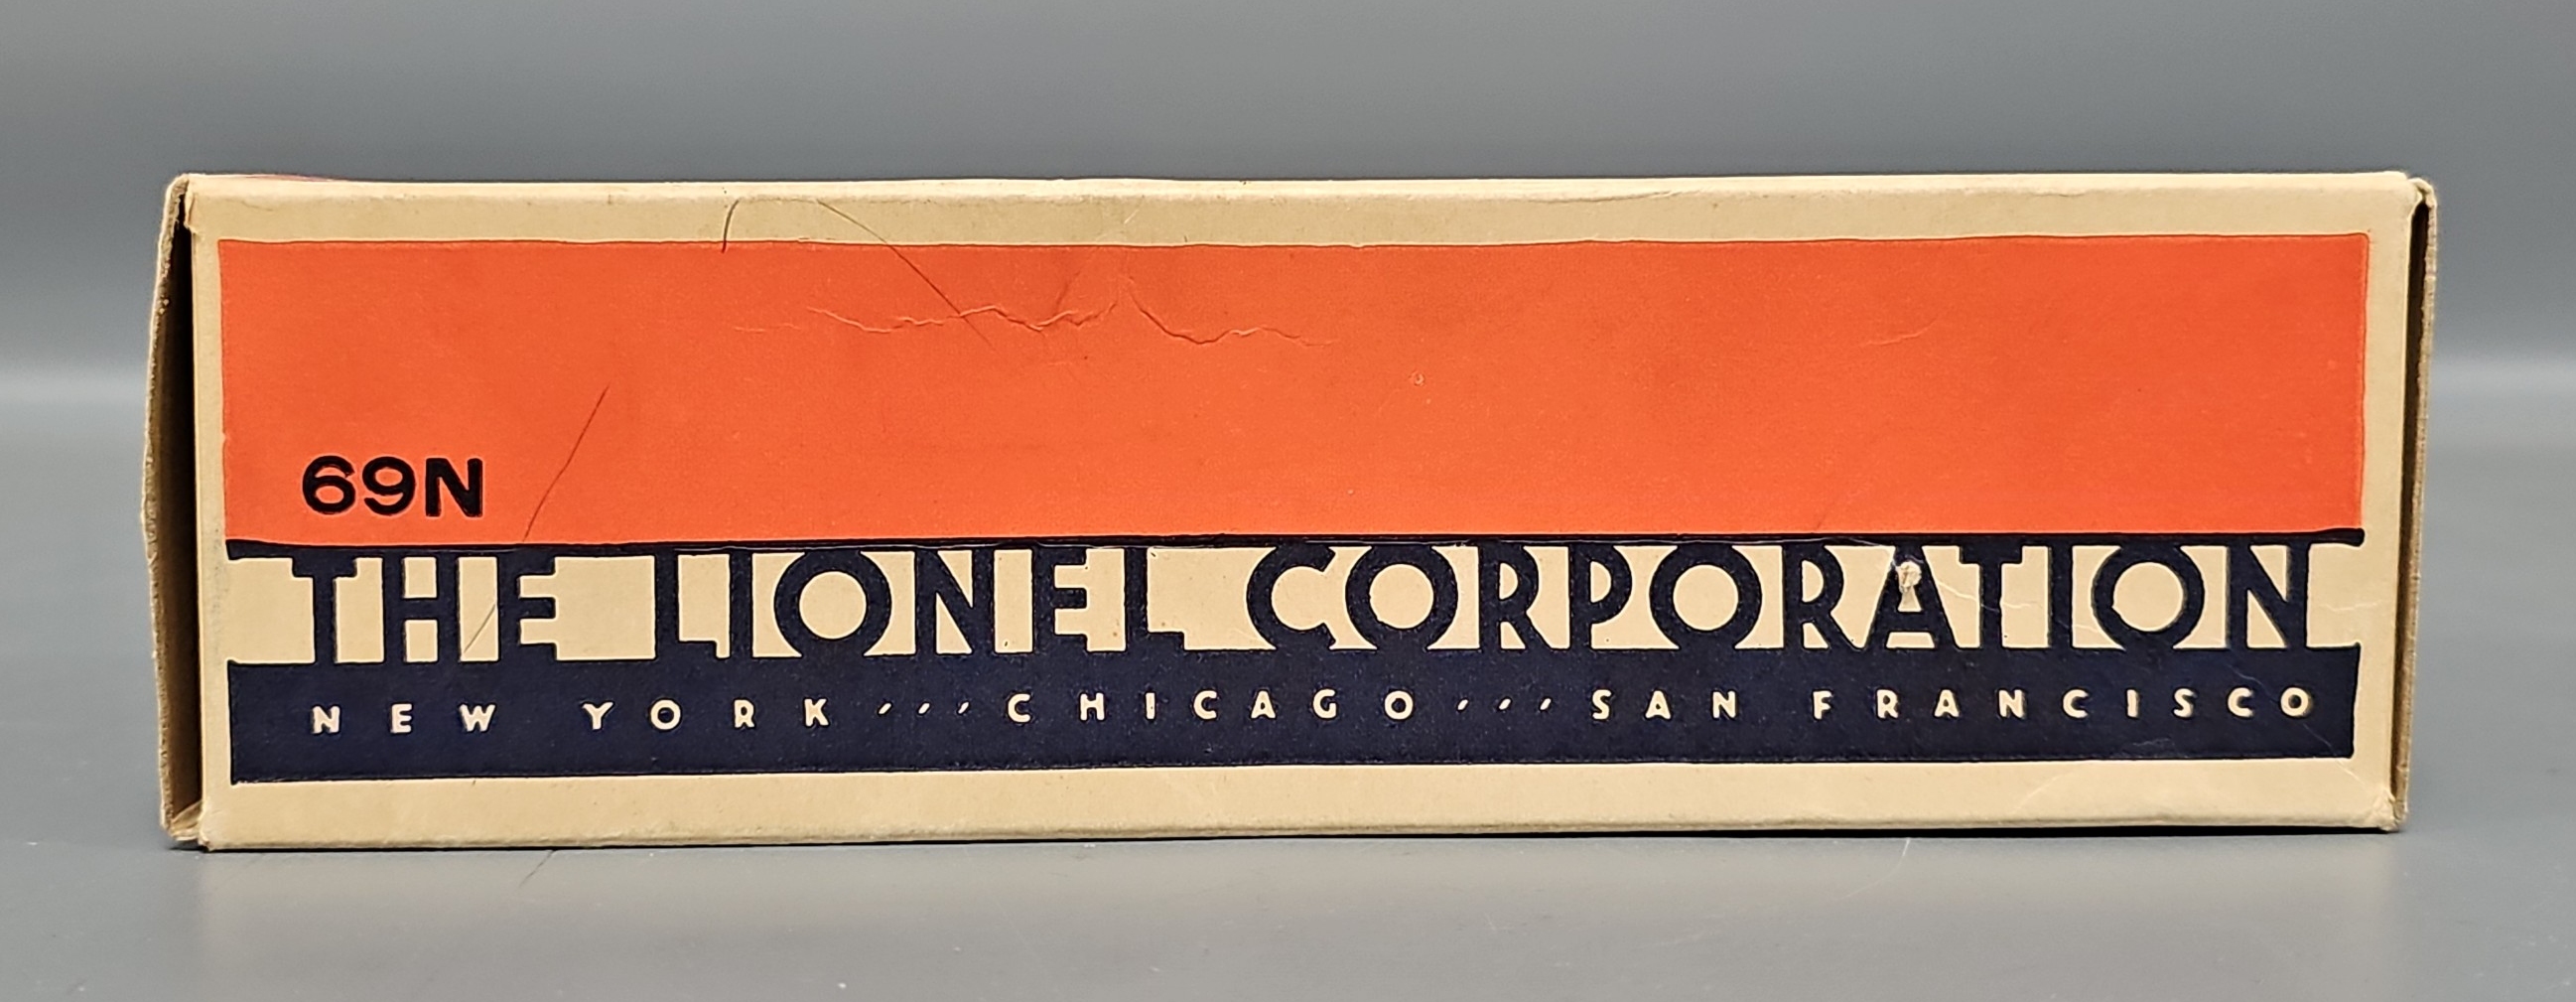 69N
THE LIONEL CORPORATION
NEW YORK ′′′ CHICAGO ′′′ SAN FRANCISCO